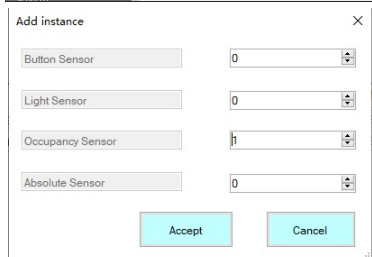 Add instance
Button Sensor 0
Light Sensor 0
Occupancy Sensor 1
Absolute Sensor 0
Accept Cancel